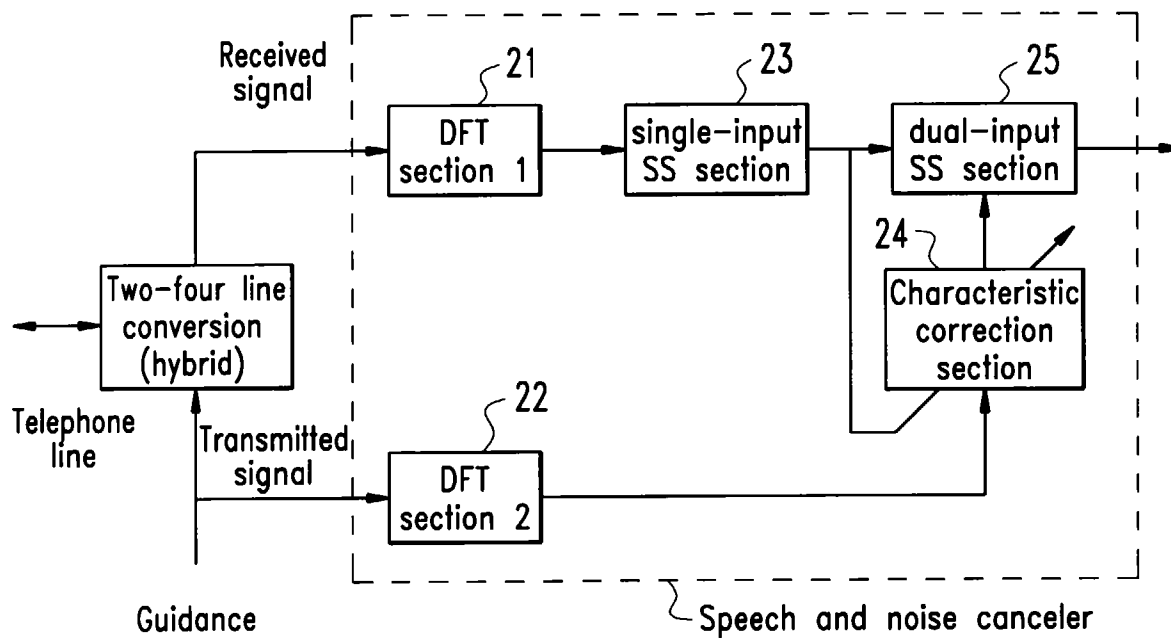 Received
signal
21
DFT
section 1
23
single-input
SS section
25
dual-input
SS section
24
Characteristic
correction
section
Two-four line
conversion
(hybrid)
Telephone
line
Transmitted
signal
22
DFT
section 2
Guidance
Speech and noise canceler